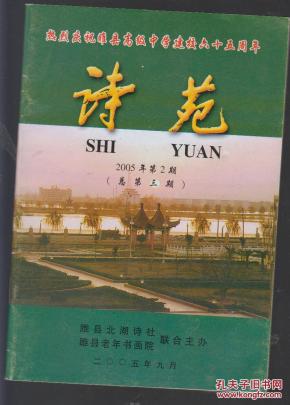 热烈庆祝睢县高级中学建校六十五周年
诗苑
SHI YUAN
2005年第2期
(总第三期)
睢县北湖诗社
睢县老年书画院
联合主办
二〇〇五年九月
孔夫子旧书网